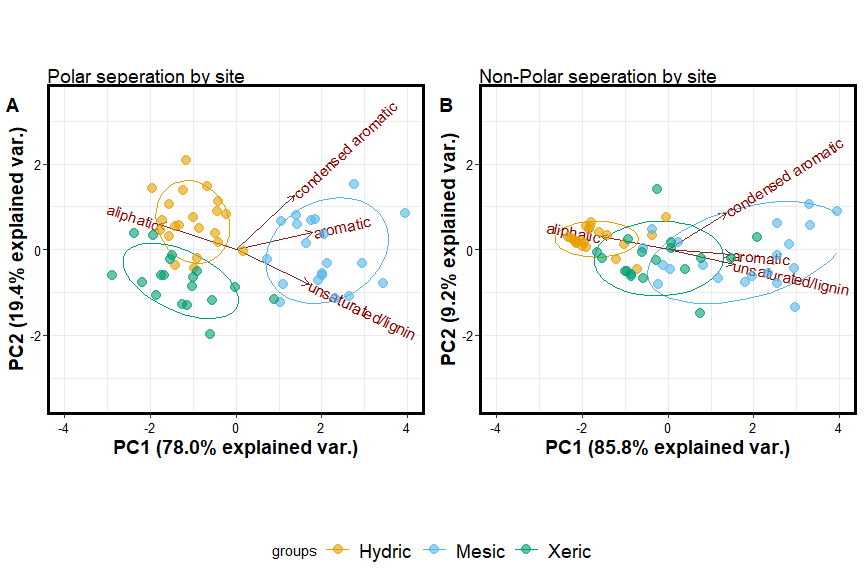 Polar seperation by site
Non-Polar seperation by site
A
B
PC2 (19.4% explained var.)
2
0
-2
condensed aromatic
aliphatic
aromatic
unsaturated/lignin
-4
-2
0
2
4
PC1 (78.0% explained var.)
PC2 (9.2% explained var.)
2
0
-2
condensed aromatic
aliphatic
aromatic
unsaturated/lignin
-4
-2
0
2
4
PC1 (85.8% explained var.)
groups Hydric Mesic Xeric